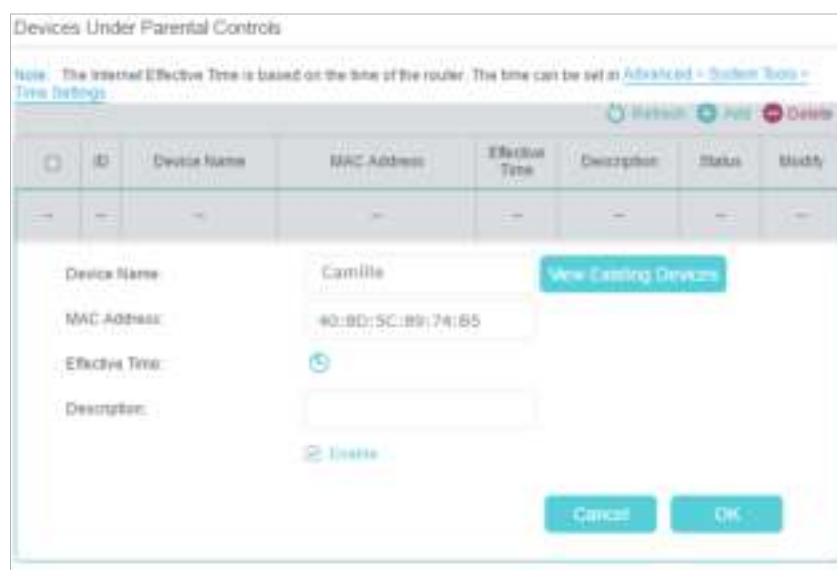 Devices Under Parental Controls
Note: The Internet Effective Time is based on the time of the router. The time can be set in Advanced > System Tools >
Time Settings
Refresh Add Delete
ID Device Name MAC Address Effective Time Description Status Modify
-- -- -- -- -- -- -- --
Device Name: Camille View Existing Devices
MAC Address: 40:8D:5C:89:74:B5
Effective Time:
Description:
Enable
Cancel OK